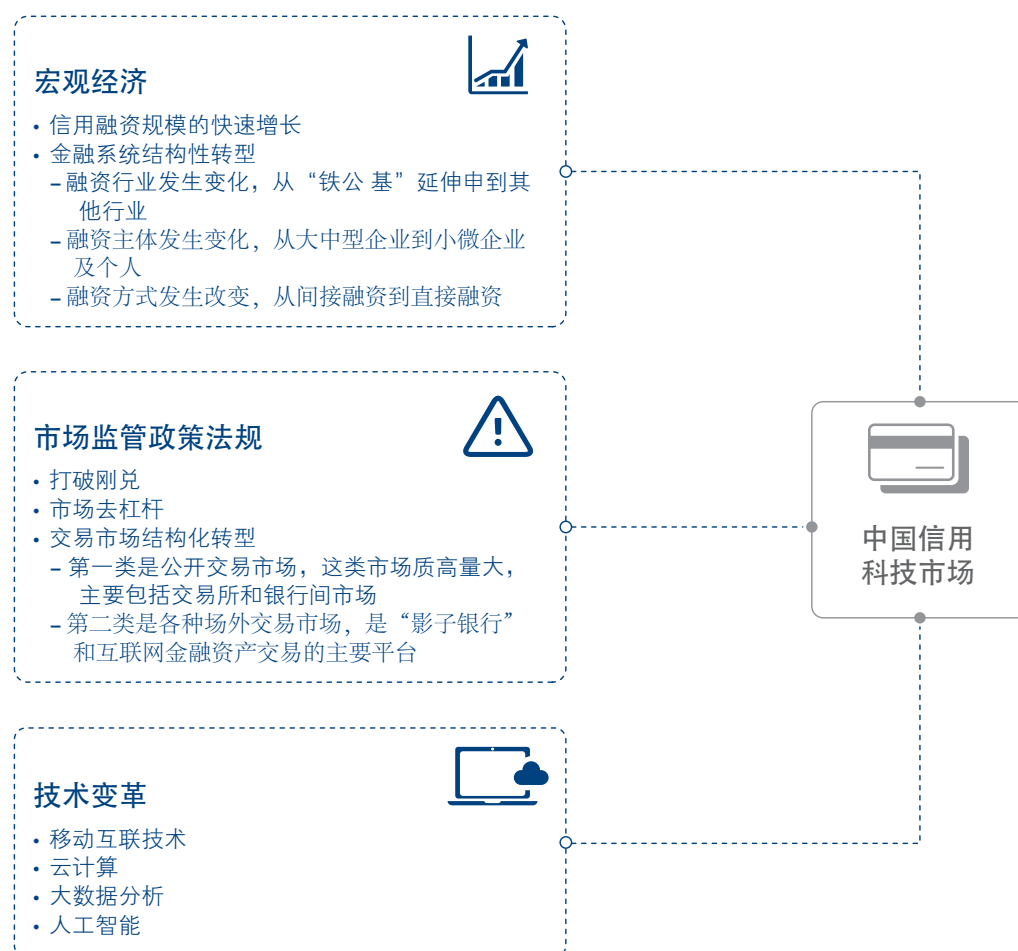 宏观经济
• 信用融资规模的快速增长
• 金融系统结构性转型
– 融资行业发生变化，从“铁公 基”延伸申到其
他行业
– 融资主体发生变化，从大中型企业到小微企业
及个人
– 融资方式发生改变，从间接融资到直接融资
市场监管政策法规
• 打破刚兑
• 市场去杠杆
• 交易市场结构化转型
– 第一类是公开交易市场，这类市场质高量大，
主要包括交易所和银行间市场
– 第二类是各种场外交易市场，是“影子银行”
和互联网金融资产交易的主要平台
技术变革
• 移动互联技术
• 云计算
• 大数据分析
• 人工智能
中国信用
科技市场